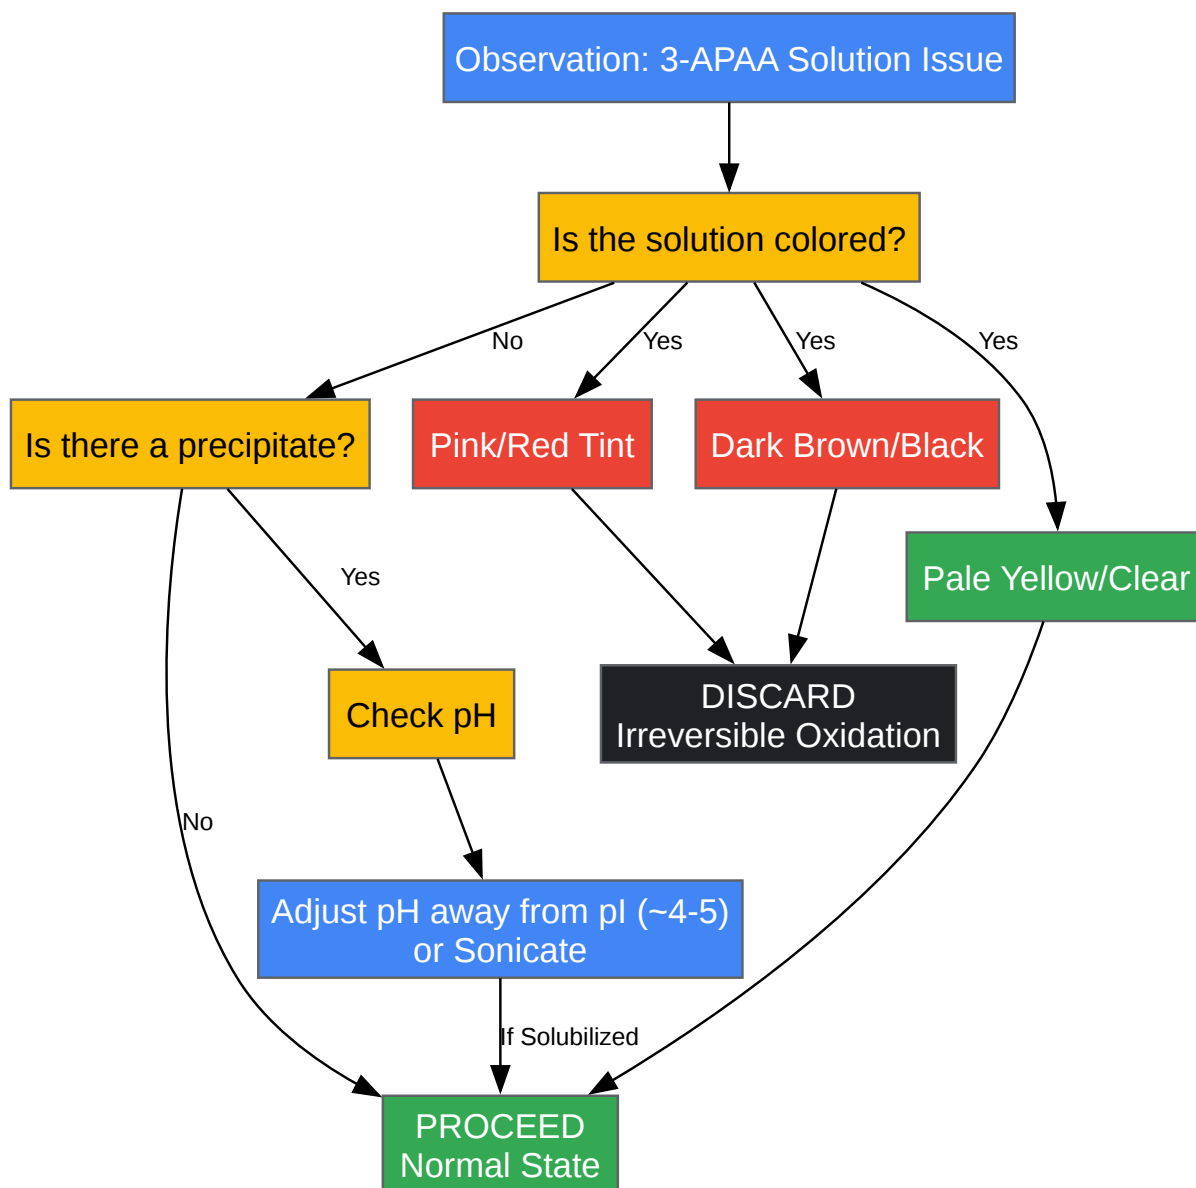 Observation: 3-APAA Solution Issue
Is the solution colored?
No
Yes
Yes
Yes
Is there a precipitate?
Pink/Red Tint
Dark Brown/Black
Pale Yellow/Clear
Yes
Check pH
DISCARD
Irreversible Oxidation
No
Adjust pH away from pI (~4-5)
or Sonicate
If Solubilized
PROCEED
Normal State